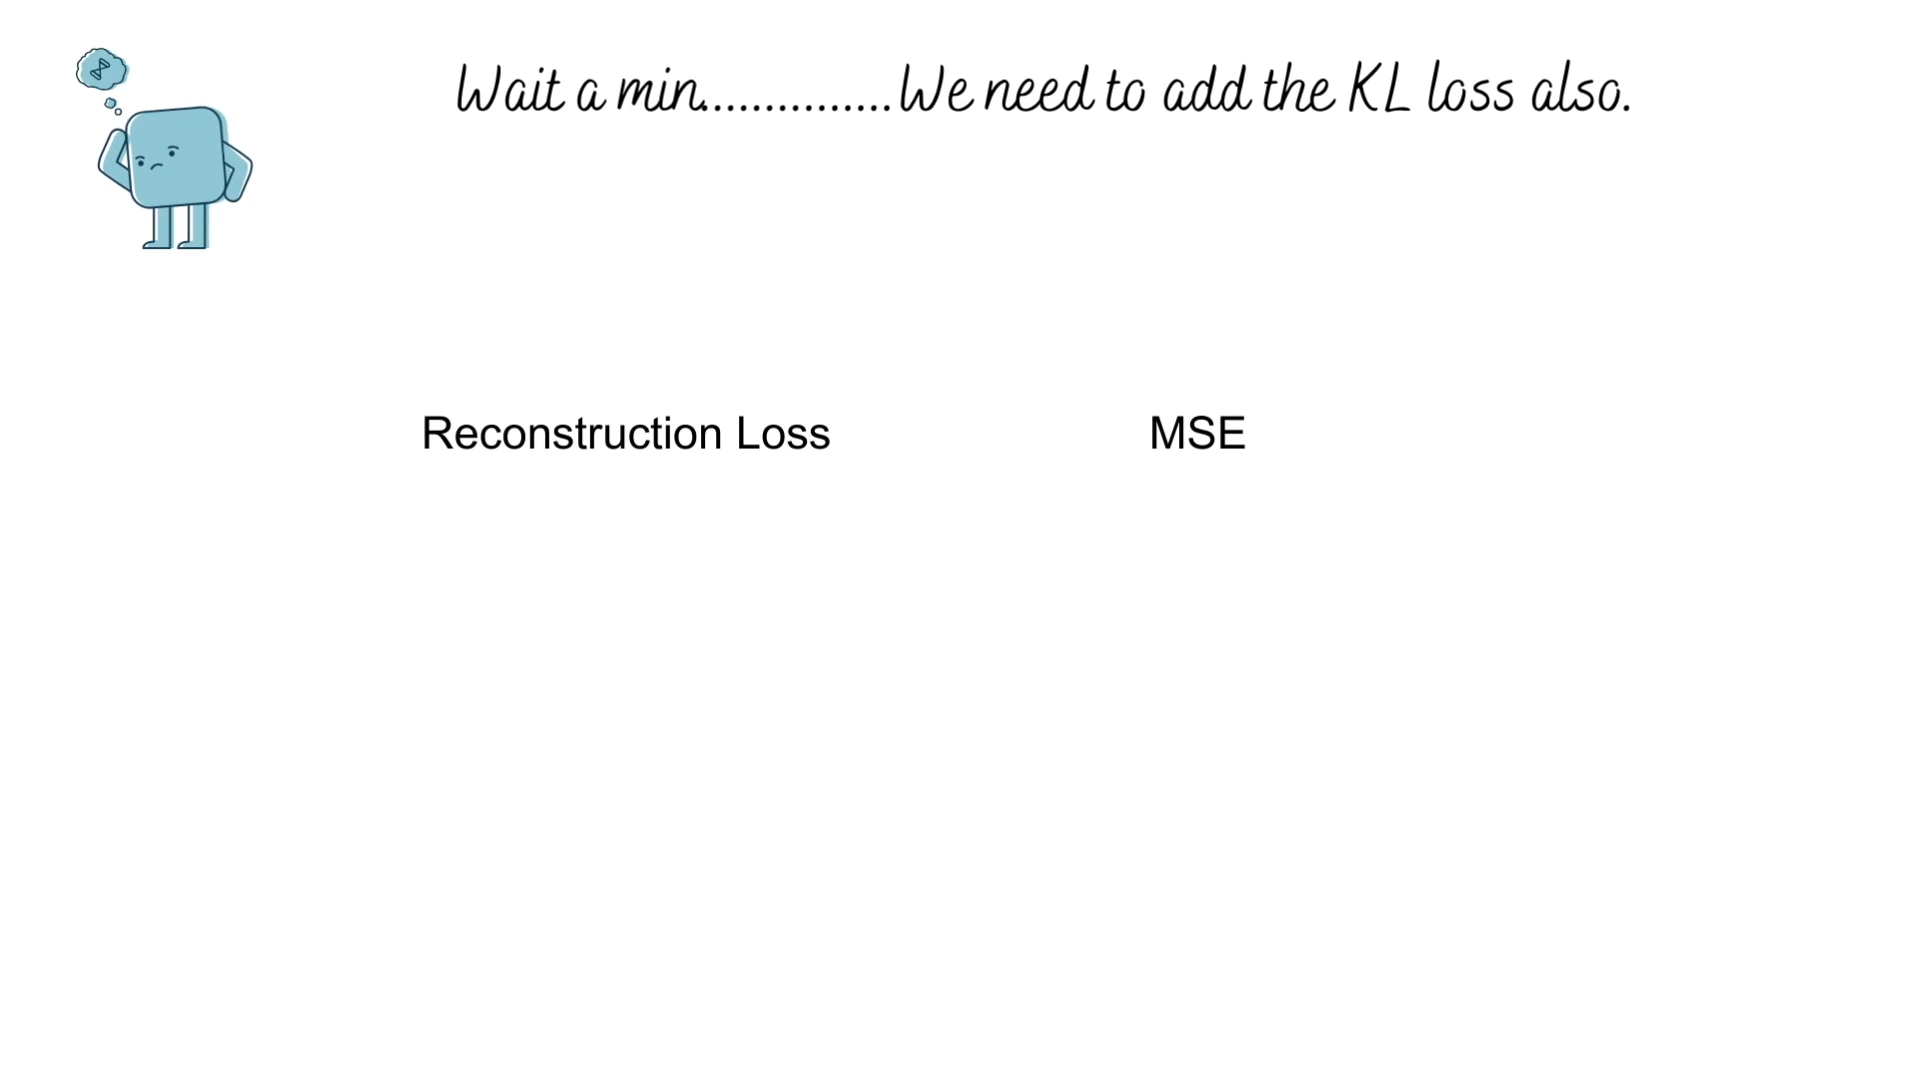 Wait a min...............We need to add the KL loss also.
Reconstruction Loss MSE